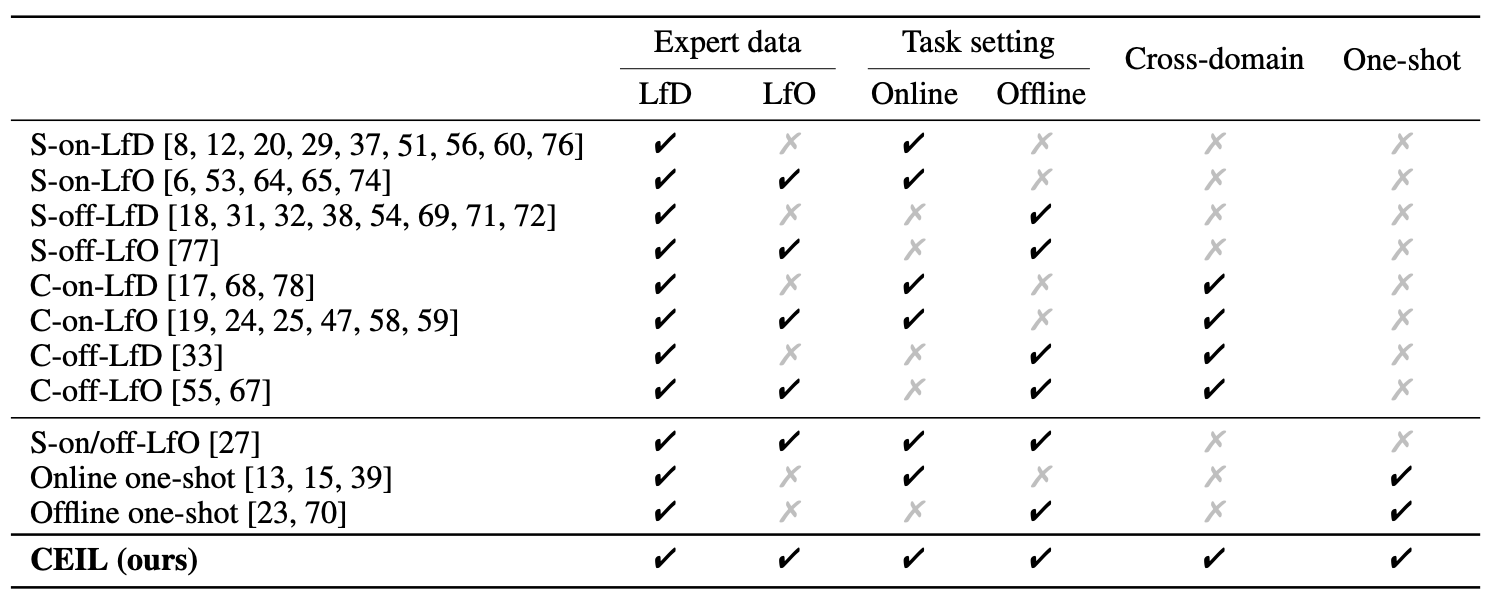 Expert data Task setting Cross-domain One-shot
LfD LfO Online Offline
S-on-LfD [8, 12, 20, 29, 37, 51, 56, 60, 76] ✔ ✘ ✔ ✘ ✘ ✘
S-on-LfO [6, 53, 64, 65, 74] ✔ ✔ ✔ ✘ ✘ ✘
S-off-LfD [18, 31, 32, 38, 54, 69, 71, 72] ✔ ✘ ✘ ✔ ✘ ✘
S-off-LfO [77] ✔ ✔ ✘ ✔ ✘ ✘
C-on-LfD [17, 68, 78] ✔ ✘ ✔ ✘ ✔ ✘
C-on-LfO [19, 24, 25, 47, 58, 59] ✔ ✔ ✔ ✘ ✔ ✘
C-off-LfD [33] ✔ ✘ ✘ ✔ ✔ ✘
C-off-LfO [55, 67] ✔ ✔ ✘ ✔ ✔ ✘
S-on/off-LfO [27] ✔ ✔ ✔ ✔ ✘ ✘
Online one-shot [13, 15, 39] ✔ ✘ ✔ ✘ ✘ ✔
Offline one-shot [23, 70] ✔ ✘ ✘ ✔ ✘ ✔
CEIL (ours) ✔ ✔ ✔ ✔ ✔ ✔